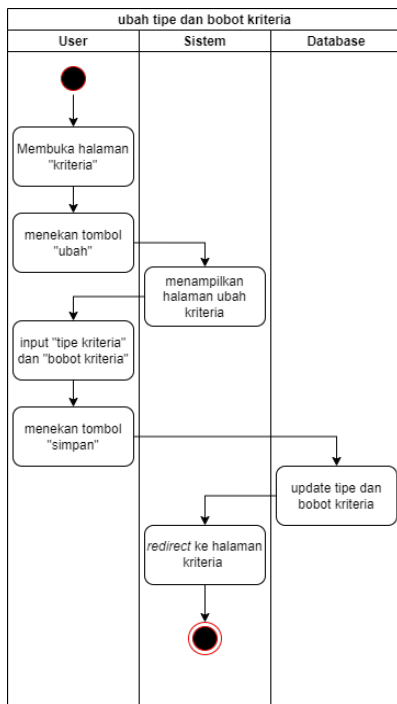 ubah tipe dan bobot kriteria
User
Sistem
Database
Membuka halaman
"kriteria"
menekan tombol
"ubah"
menampilkan
halaman ubah
kriteria
input "tipe kriteria"
dan "bobot kriteria"
menekan tombol
"simpan"
update tipe dan
bobot kriteria
redirect ke halaman
kriteria